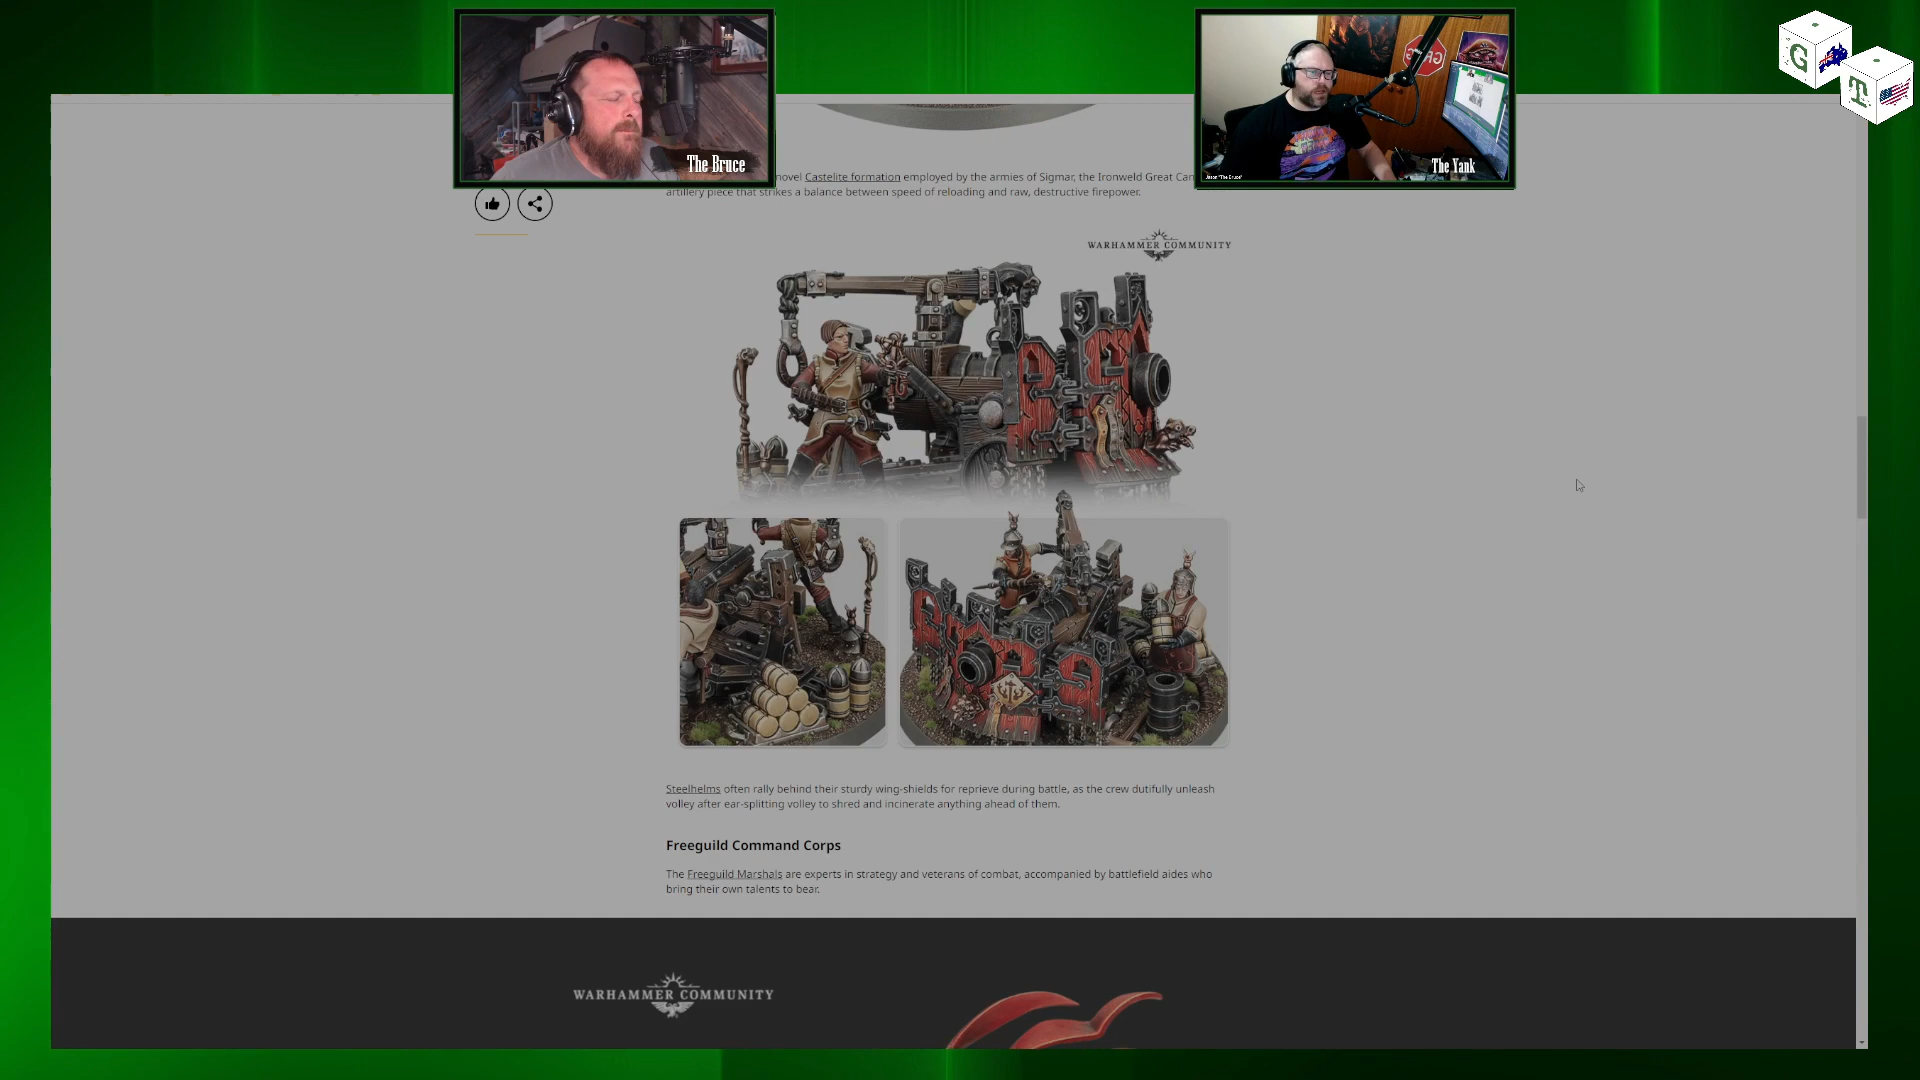 The Bruce
The Yank
Jason "The Bruce"
G
T
novel Castelite formation employed by the armies of Sigmar, the Ironweld Great Can
artillery piece that strikes a balance between speed of reloading and raw, destructive firepower.
WARHAMMER COMMUNITY
Steelhelms often rally behind their sturdy wing-shields for reprieve during battle, as the crew dutifully unleash
volley after ear-splitting volley to shred and incinerate anything ahead of them.
Freeguild Command Corps
The Freeguild Marshals are experts in strategy and veterans of combat, accompanied by battlefield aides who
bring their own talents to bear.
WARHAMMER COMMUNITY